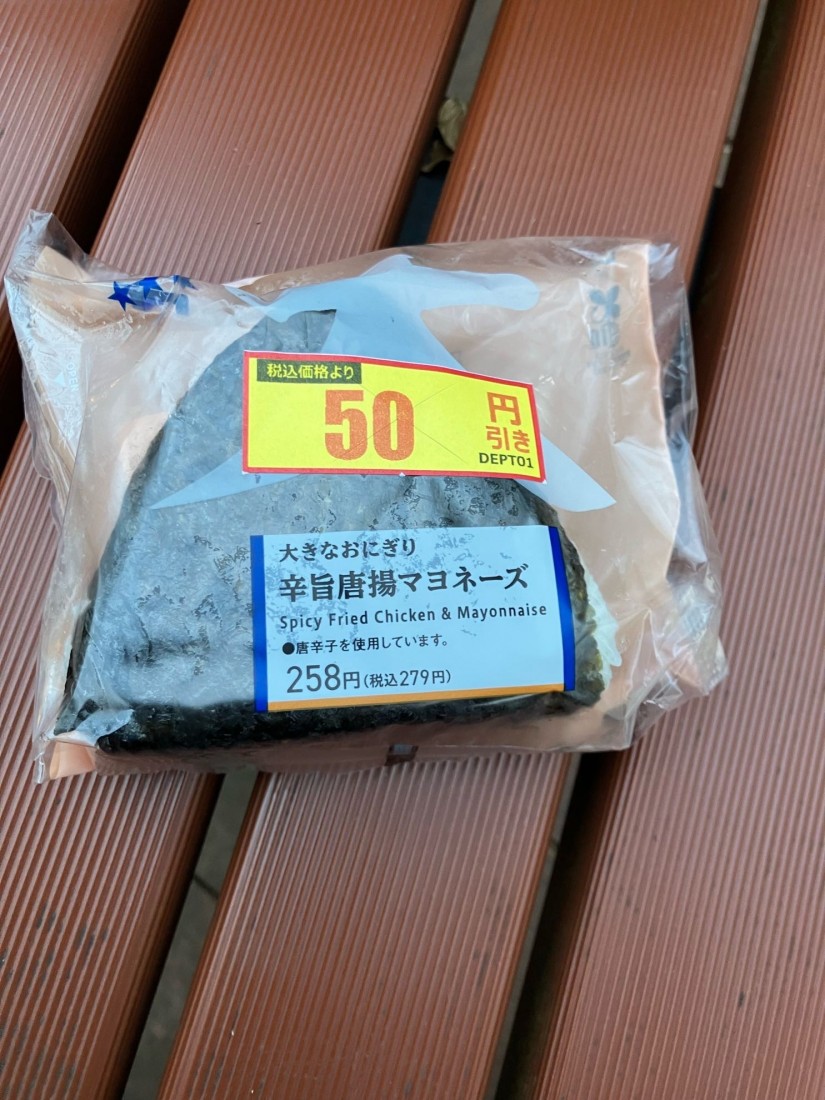 税込価格より
50円引き
DEPT01
大きなおにぎり
辛旨唐揚マヨネーズ
Spicy Fried Chicken & Mayonnaise
●唐辛子を使用しています。
258円(税込279円)